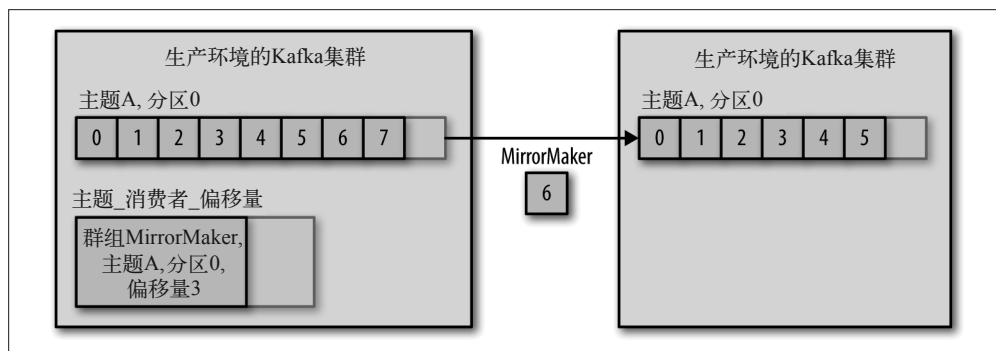 生产环境的Kafka集群
主题A, 分区0
0 1 2 3 4 5 6 7
主题_消费者_偏移量
群组MirrorMaker,
主题A,分区0,
偏移量3
MirrorMaker
6
生产环境的Kafka集群
主题A, 分区0
0 1 2 3 4 5